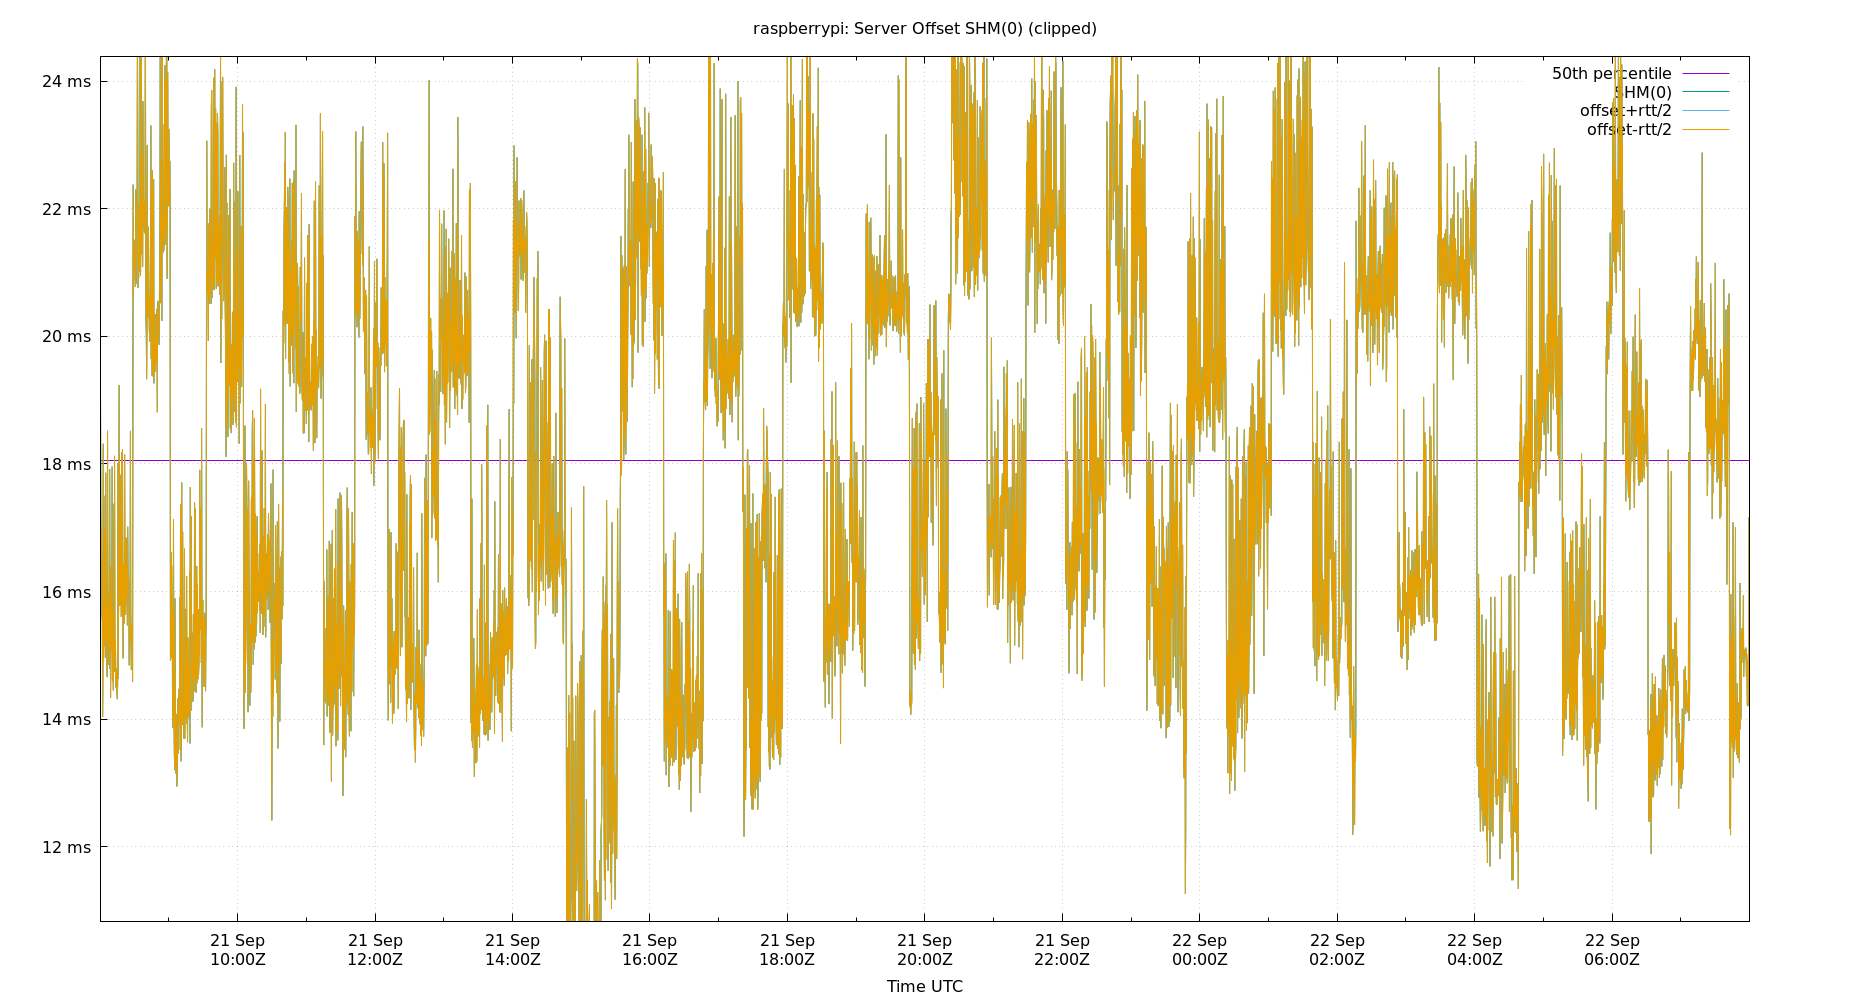 raspberrypi: Server Offset SHM(0) (clipped)
50th percentile
SHM(0)
offset+rtt/2
offset-rtt/2
24 ms
22 ms
20 ms
18 ms
16 ms
14 ms
12 ms
21 Sep 21 Sep 21 Sep 21 Sep 21 Sep 21 Sep 21 Sep 22 Sep 22 Sep 22 Sep 22 Sep
10:00Z 12:00Z 14:00Z 16:00Z 18:00Z 20:00Z 22:00Z 00:00Z 02:00Z 04:00Z 06:00Z
Time UTC